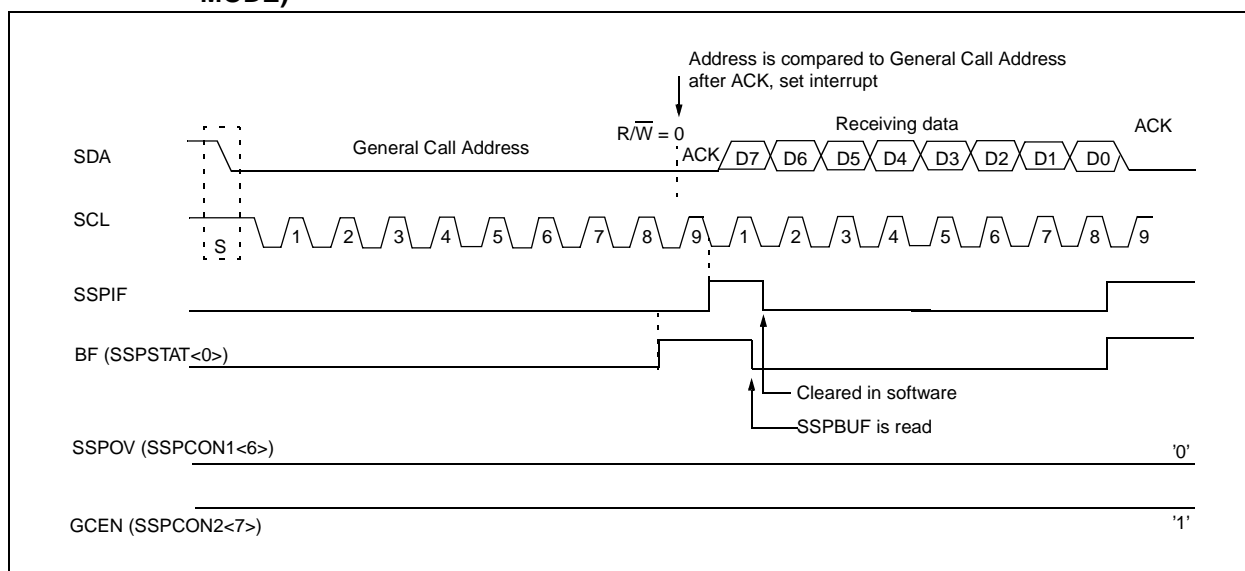 MODE)
Address is compared to General Call Address
after ACK, set interrupt
R/W = 0
Receiving data
ACK
SDA
General Call Address
ACK
D7 D6 D5 D4 D3 D2 D1 D0
SCL
S
1 2 3 4 5 6 7 8 9 1 2 3 4 5 6 7 8 9
SSPIF
BF (SSPSTAT<0>)
Cleared in software
SSPBUF is read
SSPOV (SSPCON1<6>)
'0'
GCEN (SSPCON2<7>)
'1'